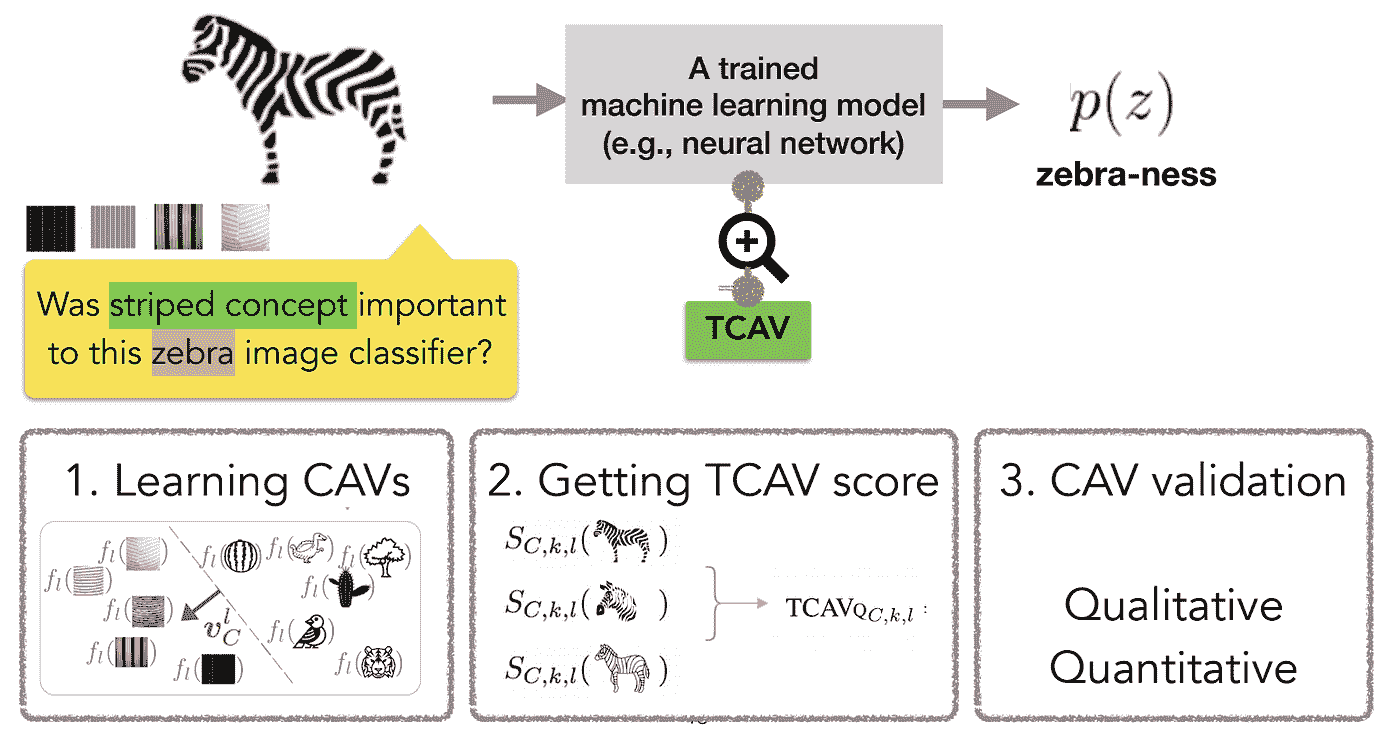 A trained
machine learning model
(e.g., neural network)
p(z)
zebra-ness
Was striped concept important
to this zebra image classifier?
TCAV
1. Learning CAVs
f_l( )
f_l( )
f_l( )
f_l( )
f_l( )
f_l( )
f_l( )
f_l( )
f_l( )
f_l( )
f_l( )
v_C^l
2. Getting TCAV score
S_{C,k,l}( )
S_{C,k,l}( )
S_{C,k,l}( )
TCAV_{Q_{C,k,l}} :
3. CAV validation
Qualitative
Quantitative